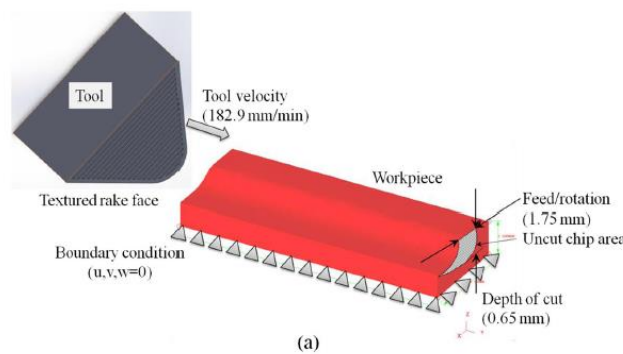 Tool
Tool velocity
(182.9 mm/min)
Textured rake face
Workpiece
Feed/rotation
(1.75 mm)
Uncut chip area
Boundary condition
(u,v,w=0)
Depth of cut
(0.65 mm)
(a)